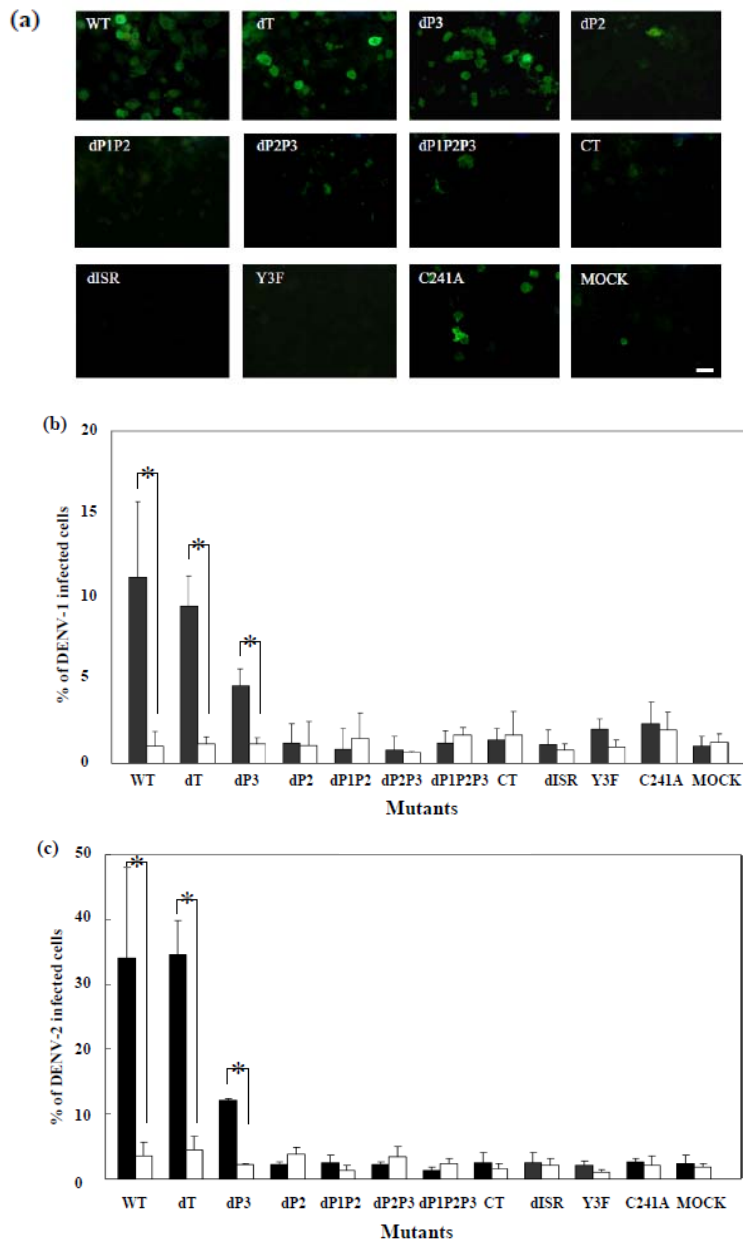 (a)
WT dT dP3 dP2
dP1P2 dP2P3 dP1P2P3 CT
dISR Y3F C241A MOCK
(b)
20
15
10
5
0
% of DENV-1 infected cells
* * *
WT dT dP3 dP2 dP1P2 dP2P3 dP1P2P3 CT dISR Y3F C241A MOCK
Mutants
(c)
50
40
30
20
10
0
% of DENV-2 infected cells
* * *
WT dT dP3 dP2 dP1P2 dP2P3 dP1P2P3 CT dISR Y3F C241A MOCK
Mutants